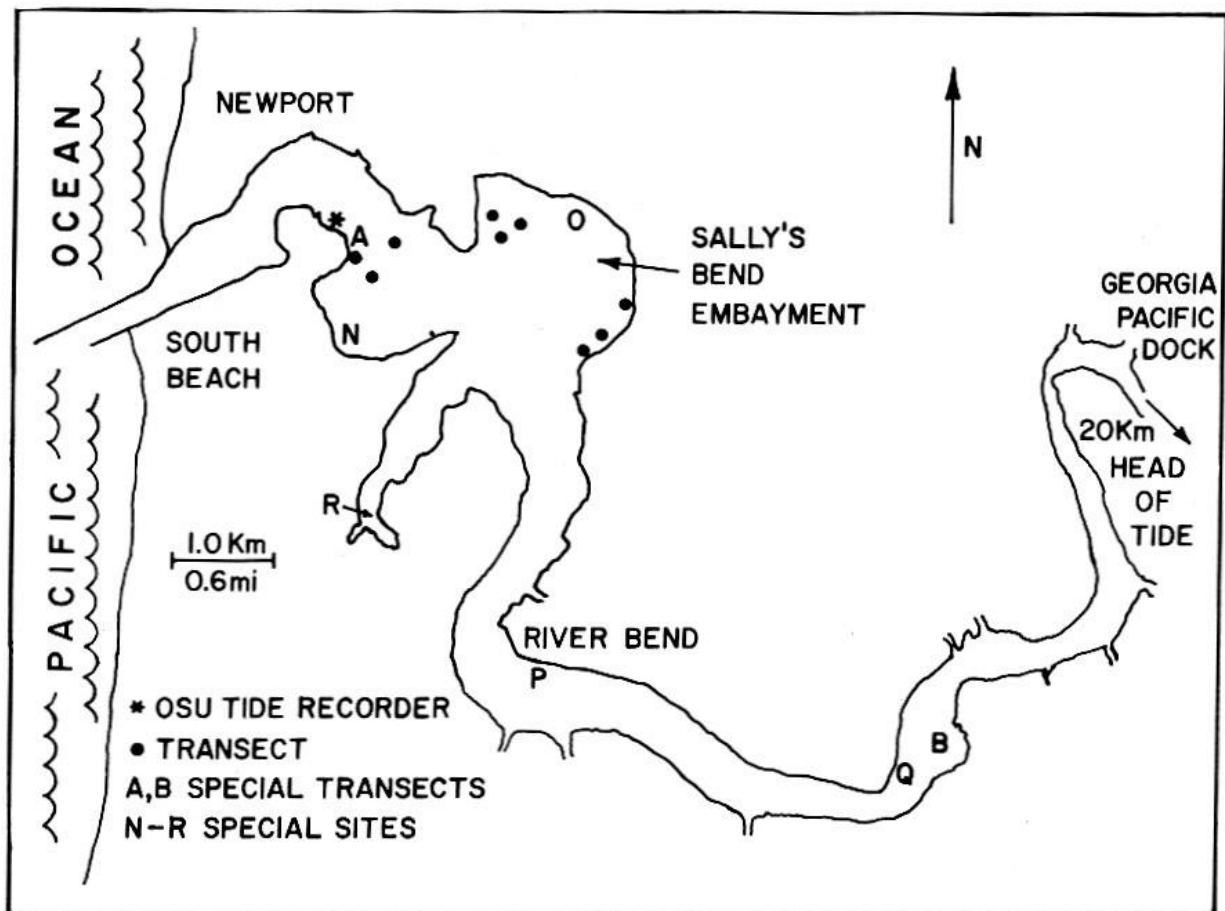 NEWPORT
OCEAN
N
O
A
SALLY'S
BEND
EMBAYMENT
GEORGIA
PACIFIC
DOCK
N
SOUTH
BEACH
20Km
HEAD
OF
TIDE
R
1.0 Km
0.6mi
PACIFIC
RIVER BEND
P
B
Q
* OSU TIDE RECORDER
● TRANSECT
A,B SPECIAL TRANSECTS
N-R SPECIAL SITES